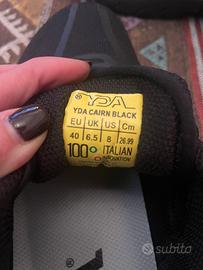 YDA
YDA CAIRN BLACK
EU UK US Cm
40 6.5 8 26.99
100% ITALIAN
INNOVATION
subito